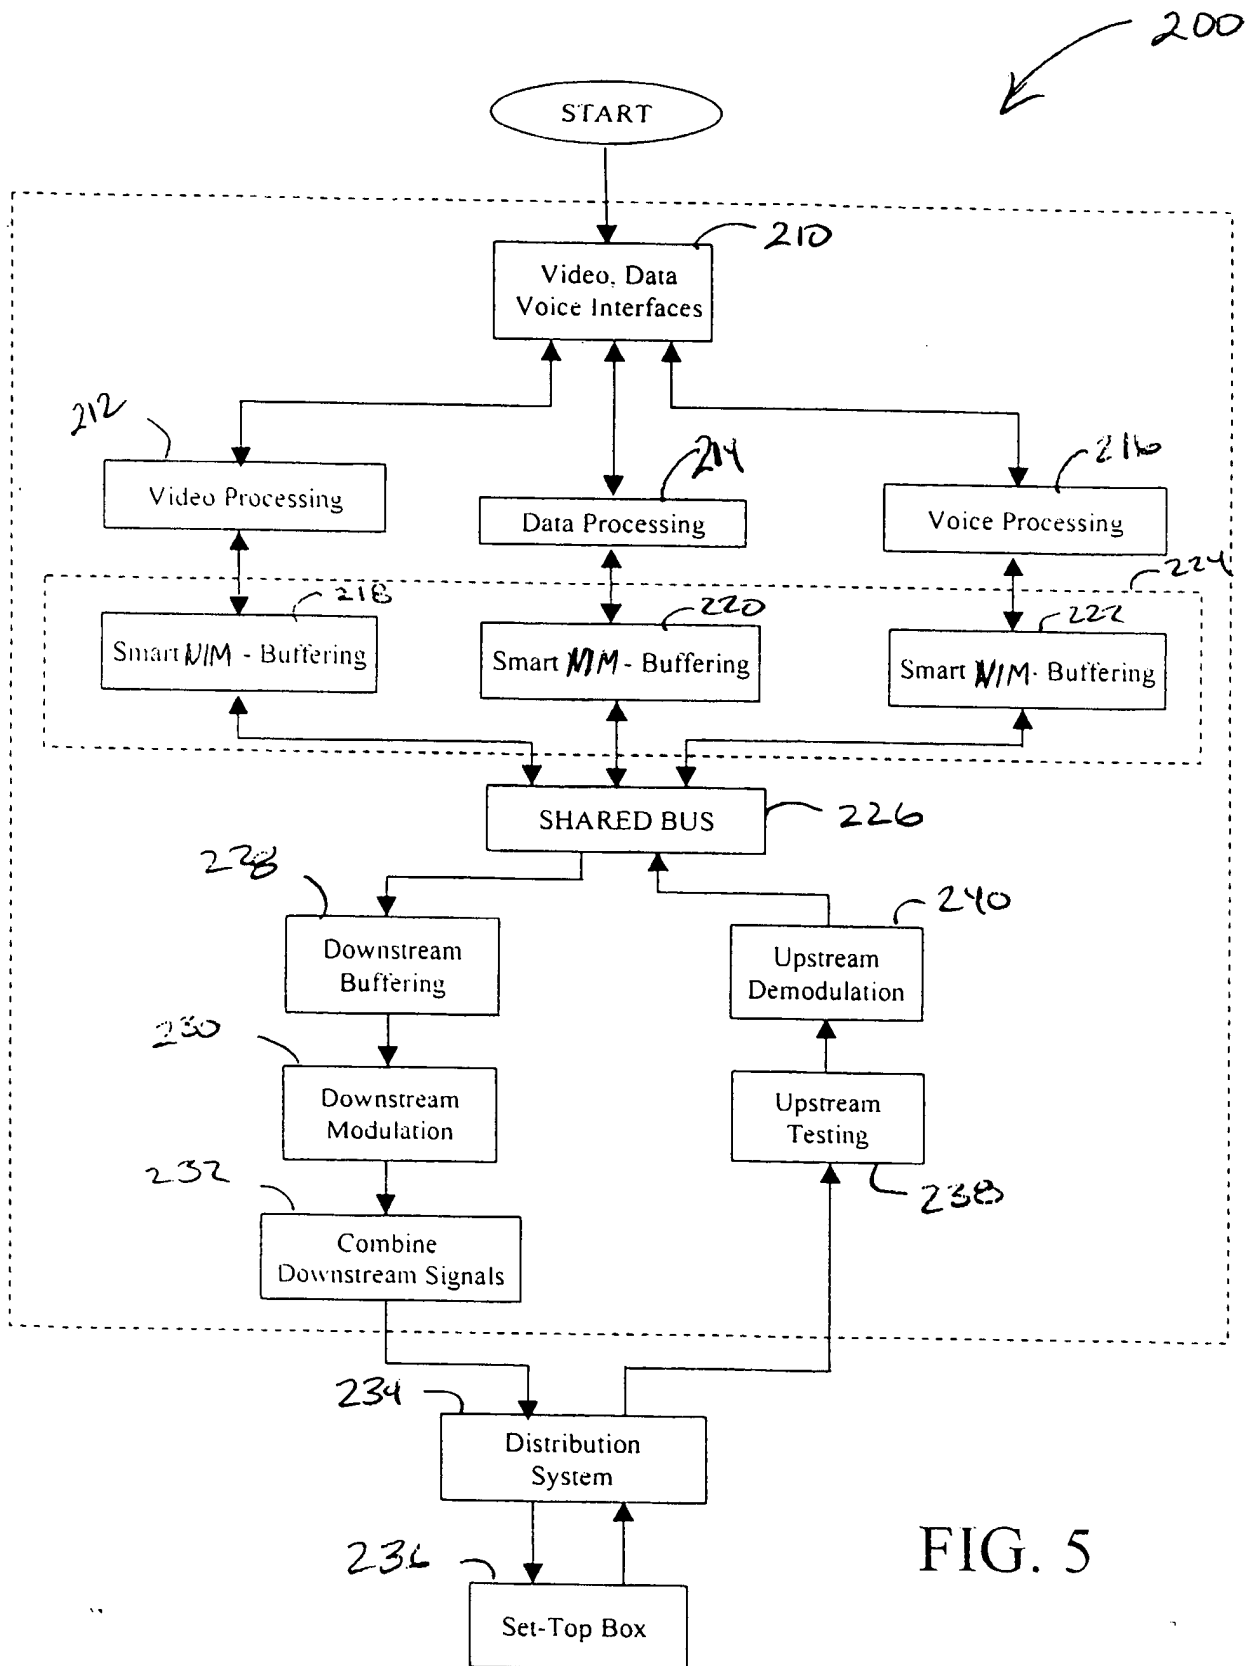 200
START
210
Video, Data
Voice Interfaces
212
214
216
Video Processing
Data Processing
Voice Processing
224
218
220
222
Smart NIM - Buffering
Smart NIM - Buffering
Smart NIM - Buffering
SHARED BUS
226
228
240
Downstream
Buffering
Upstream
Demodulation
230
Downstream
Modulation
Upstream
Testing
232
238
Combine
Downstream Signals
234
Distribution
System
236
FIG. 5
Set-Top Box